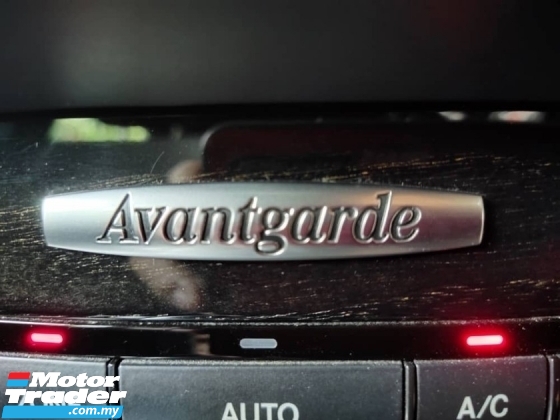 Avantgarde
AUTO
A/C
Motor
Trader
.com.my